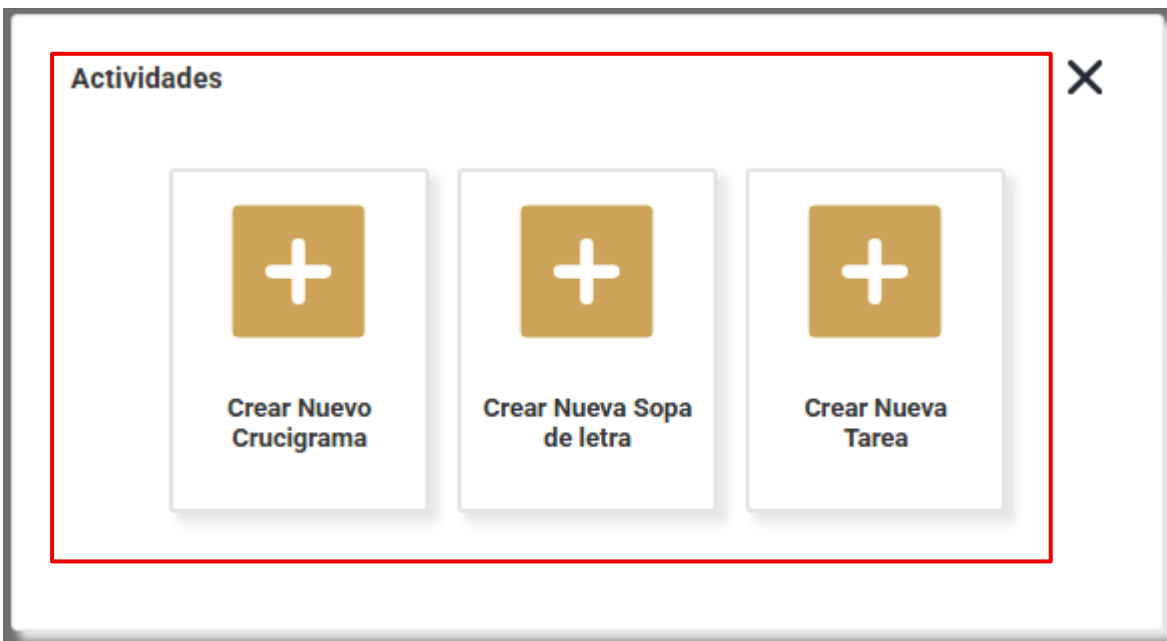 Actividades
Crear Nuevo
Crucigrama
Crear Nueva Sopa
de letra
Crear Nueva
Tarea